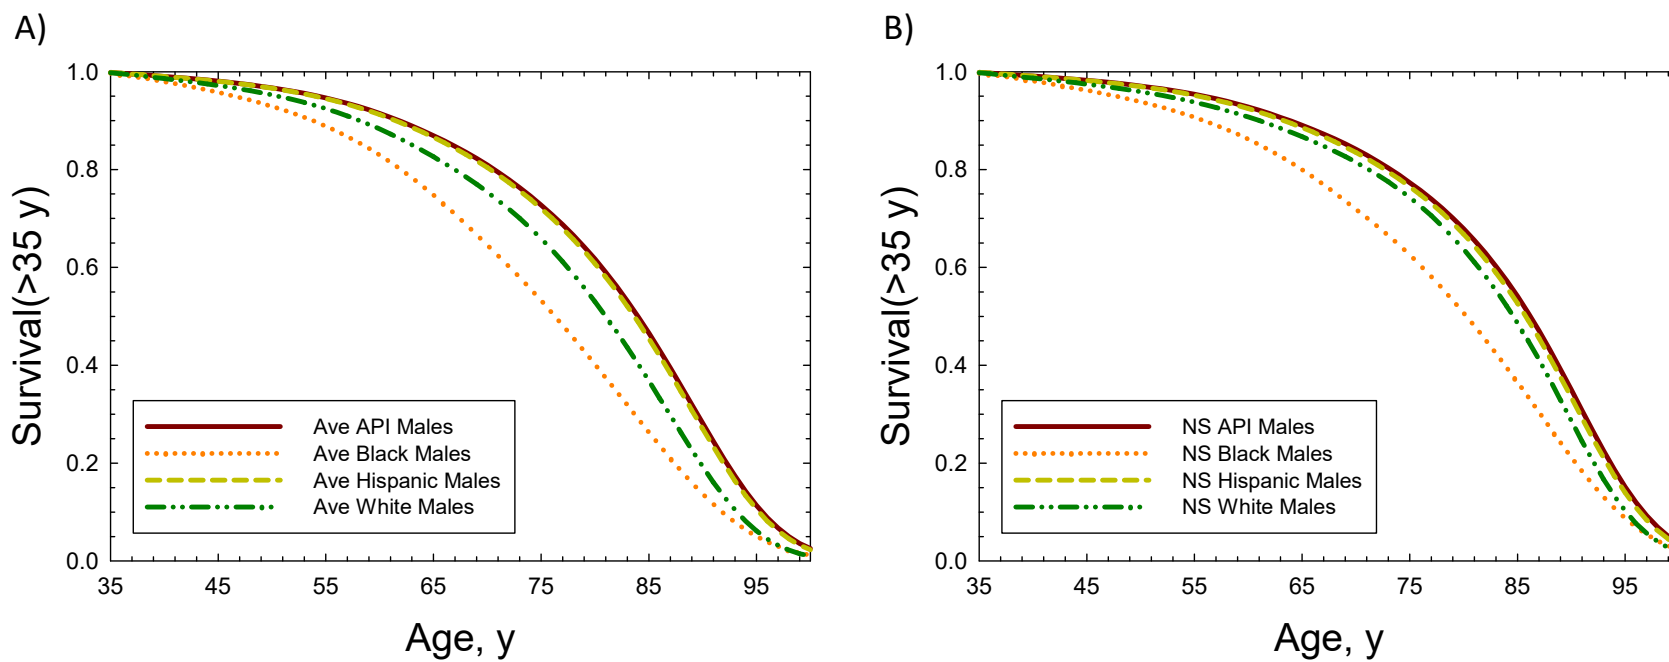 A)
Survival(>35 y)
1.0
0.8
0.6
0.4
0.2
0.0
Ave API Males
Ave Black Males
Ave Hispanic Males
Ave White Males
35 45 55 65 75 85 95
Age, y
B)
Survival(>35 y)
1.0
0.8
0.6
0.4
0.2
0.0
NS API Males
NS Black Males
NS Hispanic Males
NS White Males
35 45 55 65 75 85 95
Age, y